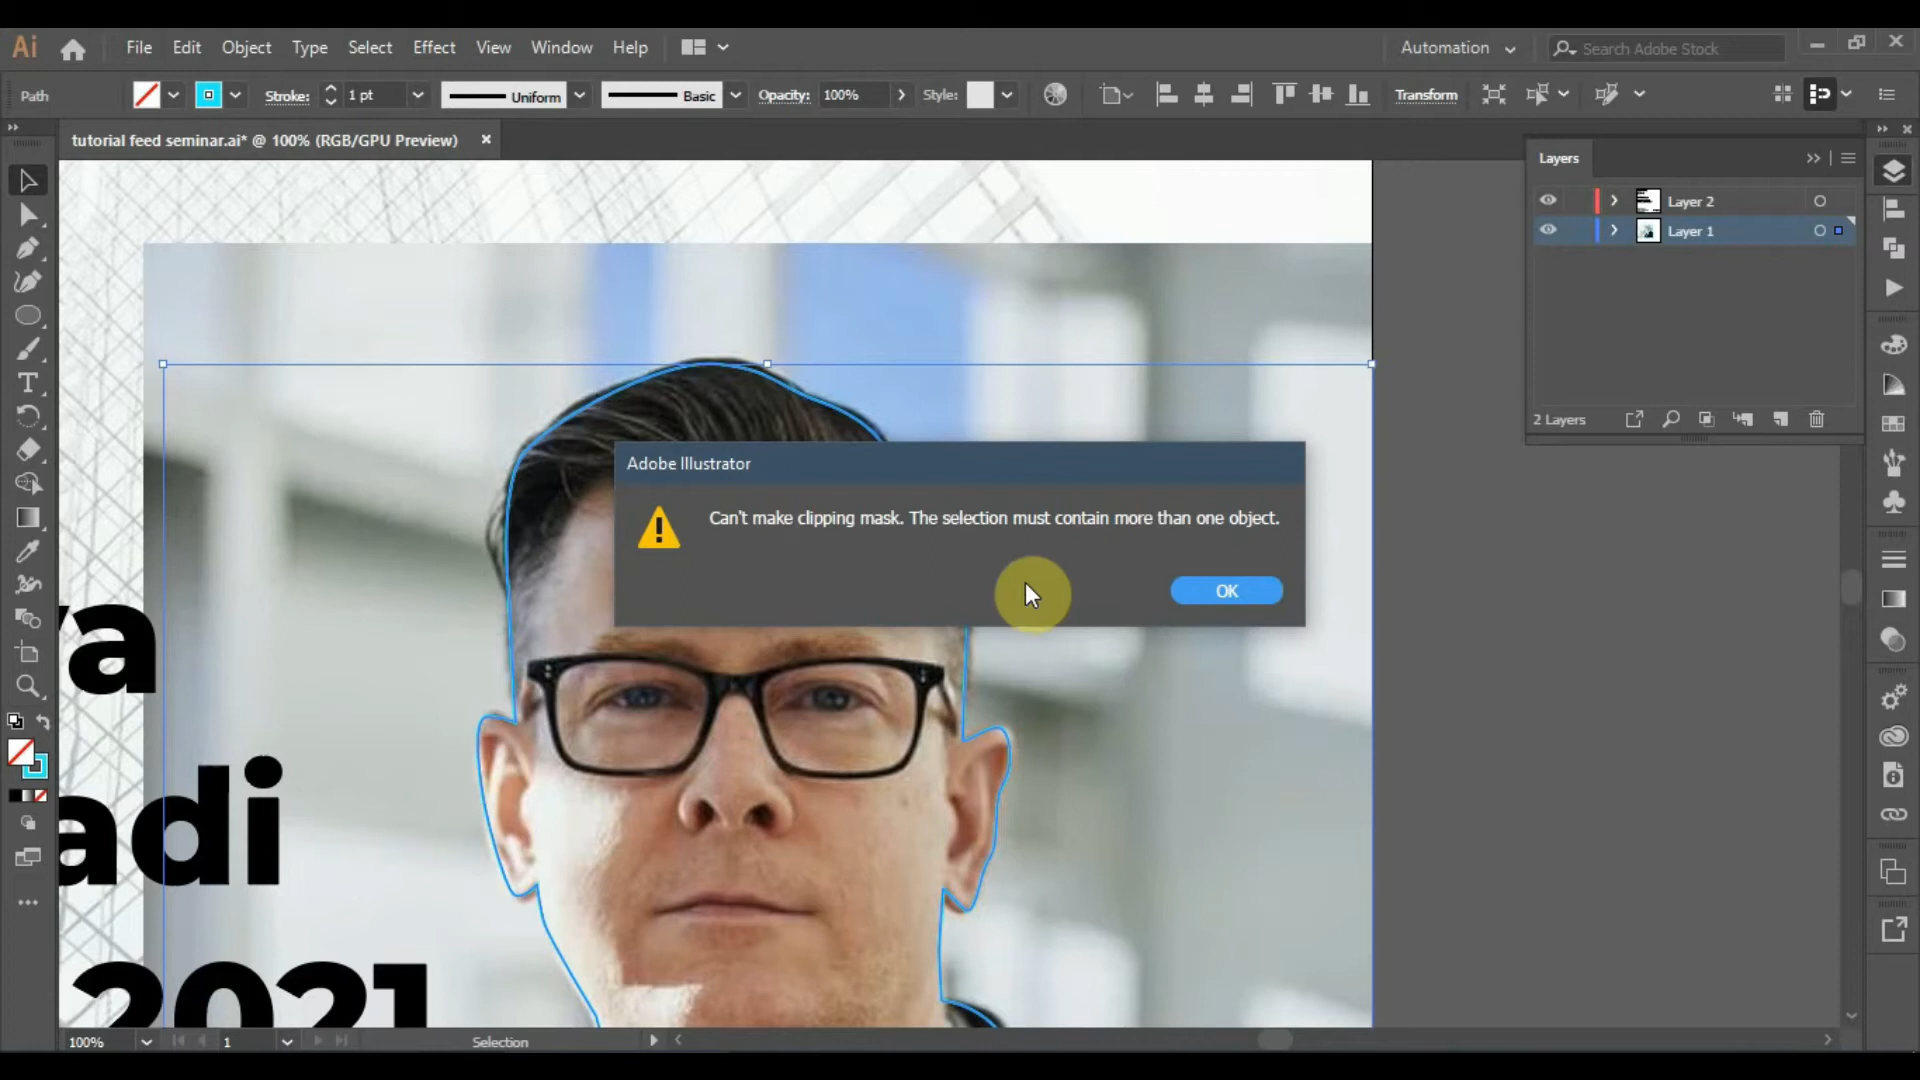 Ai File Edit Object Type Select Effect View Window Help Automation Search Adobe Stock
Path Stroke: 1 pt Uniform Basic Opacity: 100% Style: Transform
tutorial feed seminar.ai* @ 100% (RGB/GPU Preview)
Layers
Layer 2
Layer 1
2 Layers
Adobe Illustrator
Can't make clipping mask. The selection must contain more than one object.
OK
ya
adi
2021
100% 1 Selection